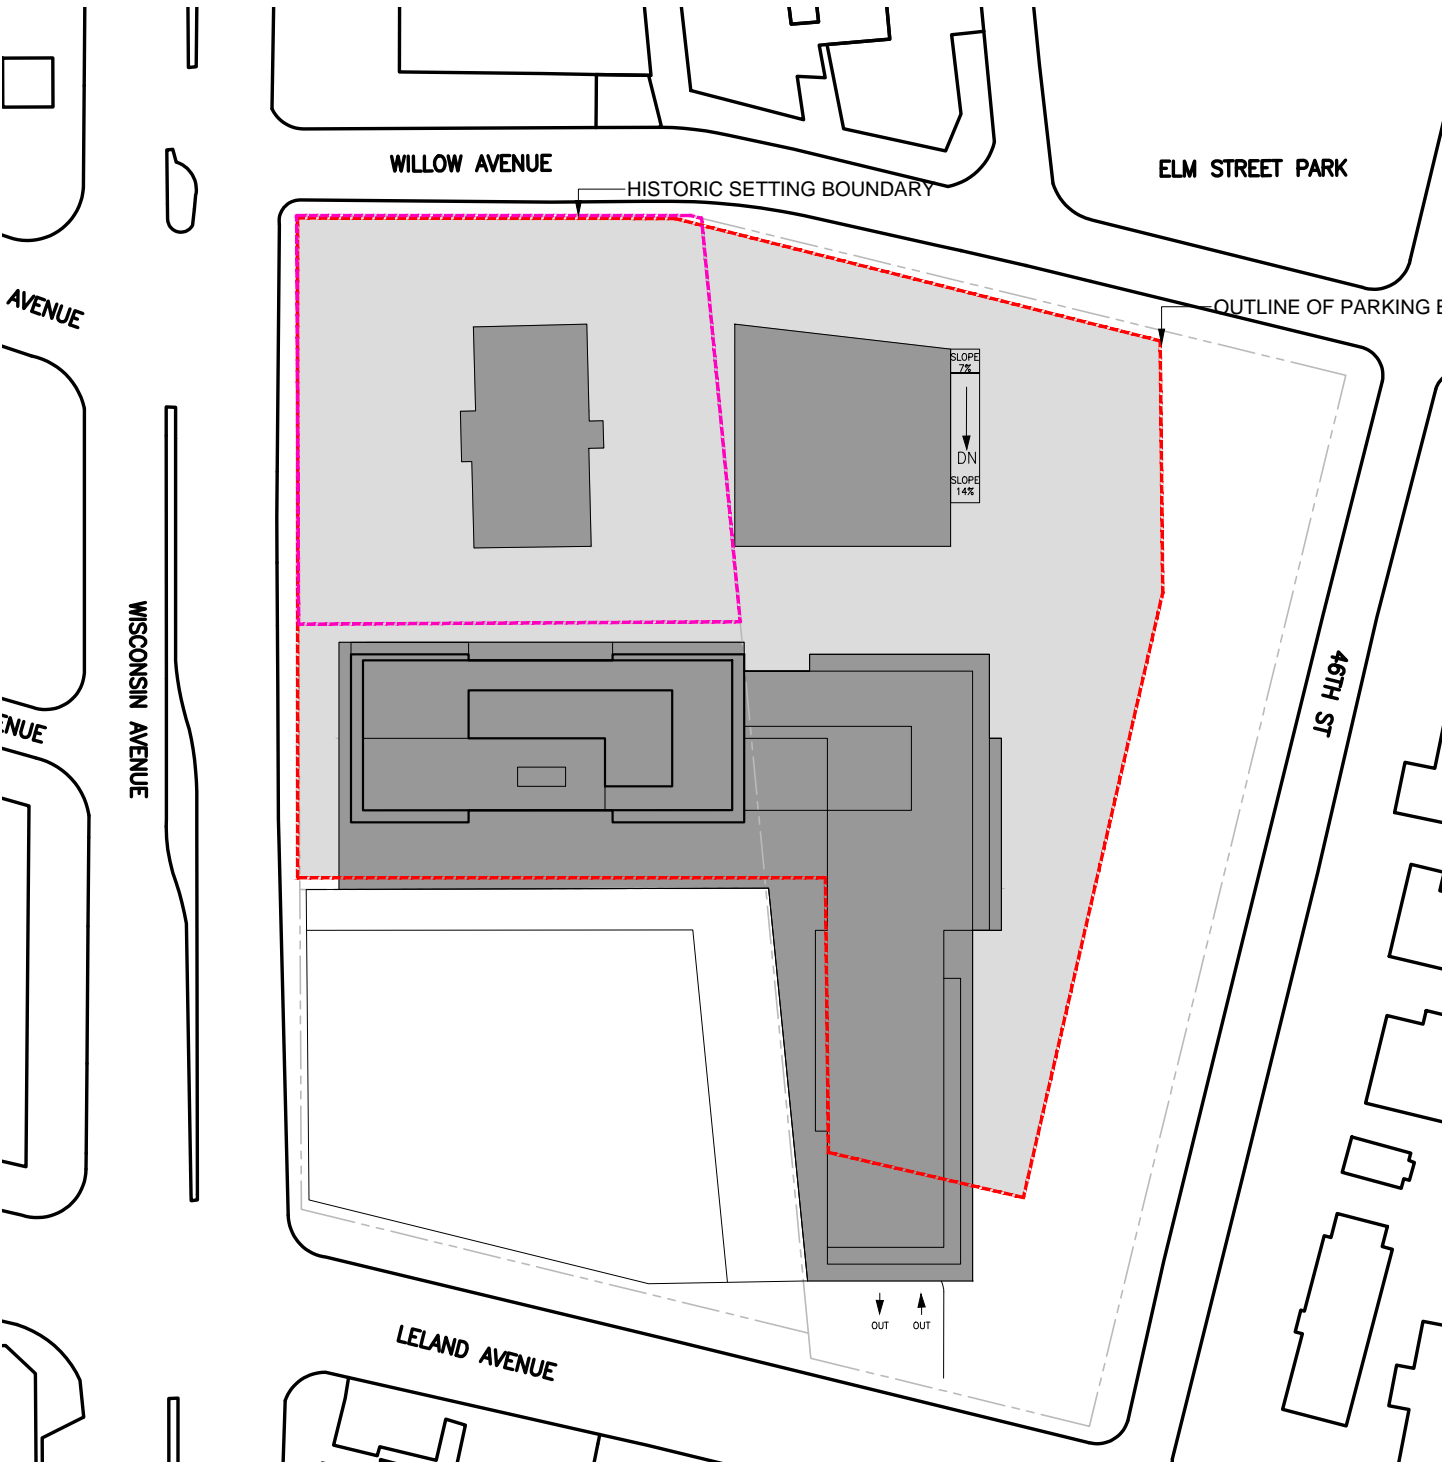 WILLOW AVENUE
ELM STREET PARK
HISTORIC SETTING BOUNDARY
AVENUE
OUTLINE OF PARKING
SLOPE
7%
DN
SLOPE
14%
WISCONSIN AVENUE
46TH ST
OUT
OUT
LELAND AVENUE